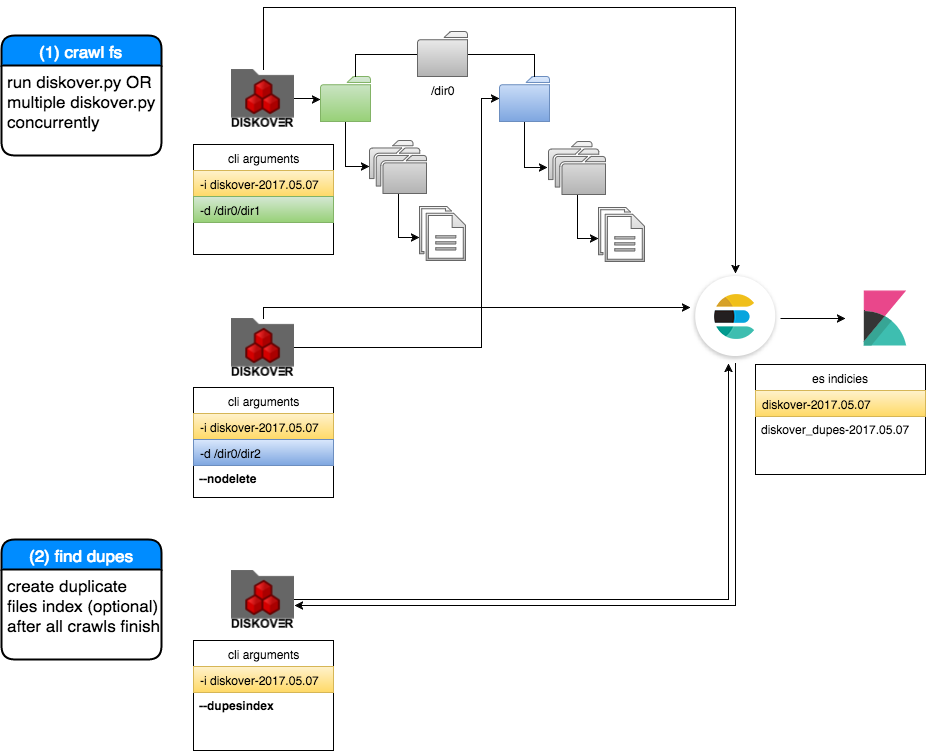 (1) crawl fs
run diskover.py OR
multiple diskover.py
concurrently
DISKOVER
/dir0
cli arguments
-i diskover-2017.05.07
-d /dir0/dir1
DISKOVER
cli arguments
-i diskover-2017.05.07
-d /dir0/dir2
--nodelete
es indicies
diskover-2017.05.07
diskover_dupes-2017.05.07
(2) find dupes
create duplicate
files index (optional)
after all crawls finish
DISKOVER
cli arguments
-i diskover-2017.05.07
--dupesindex